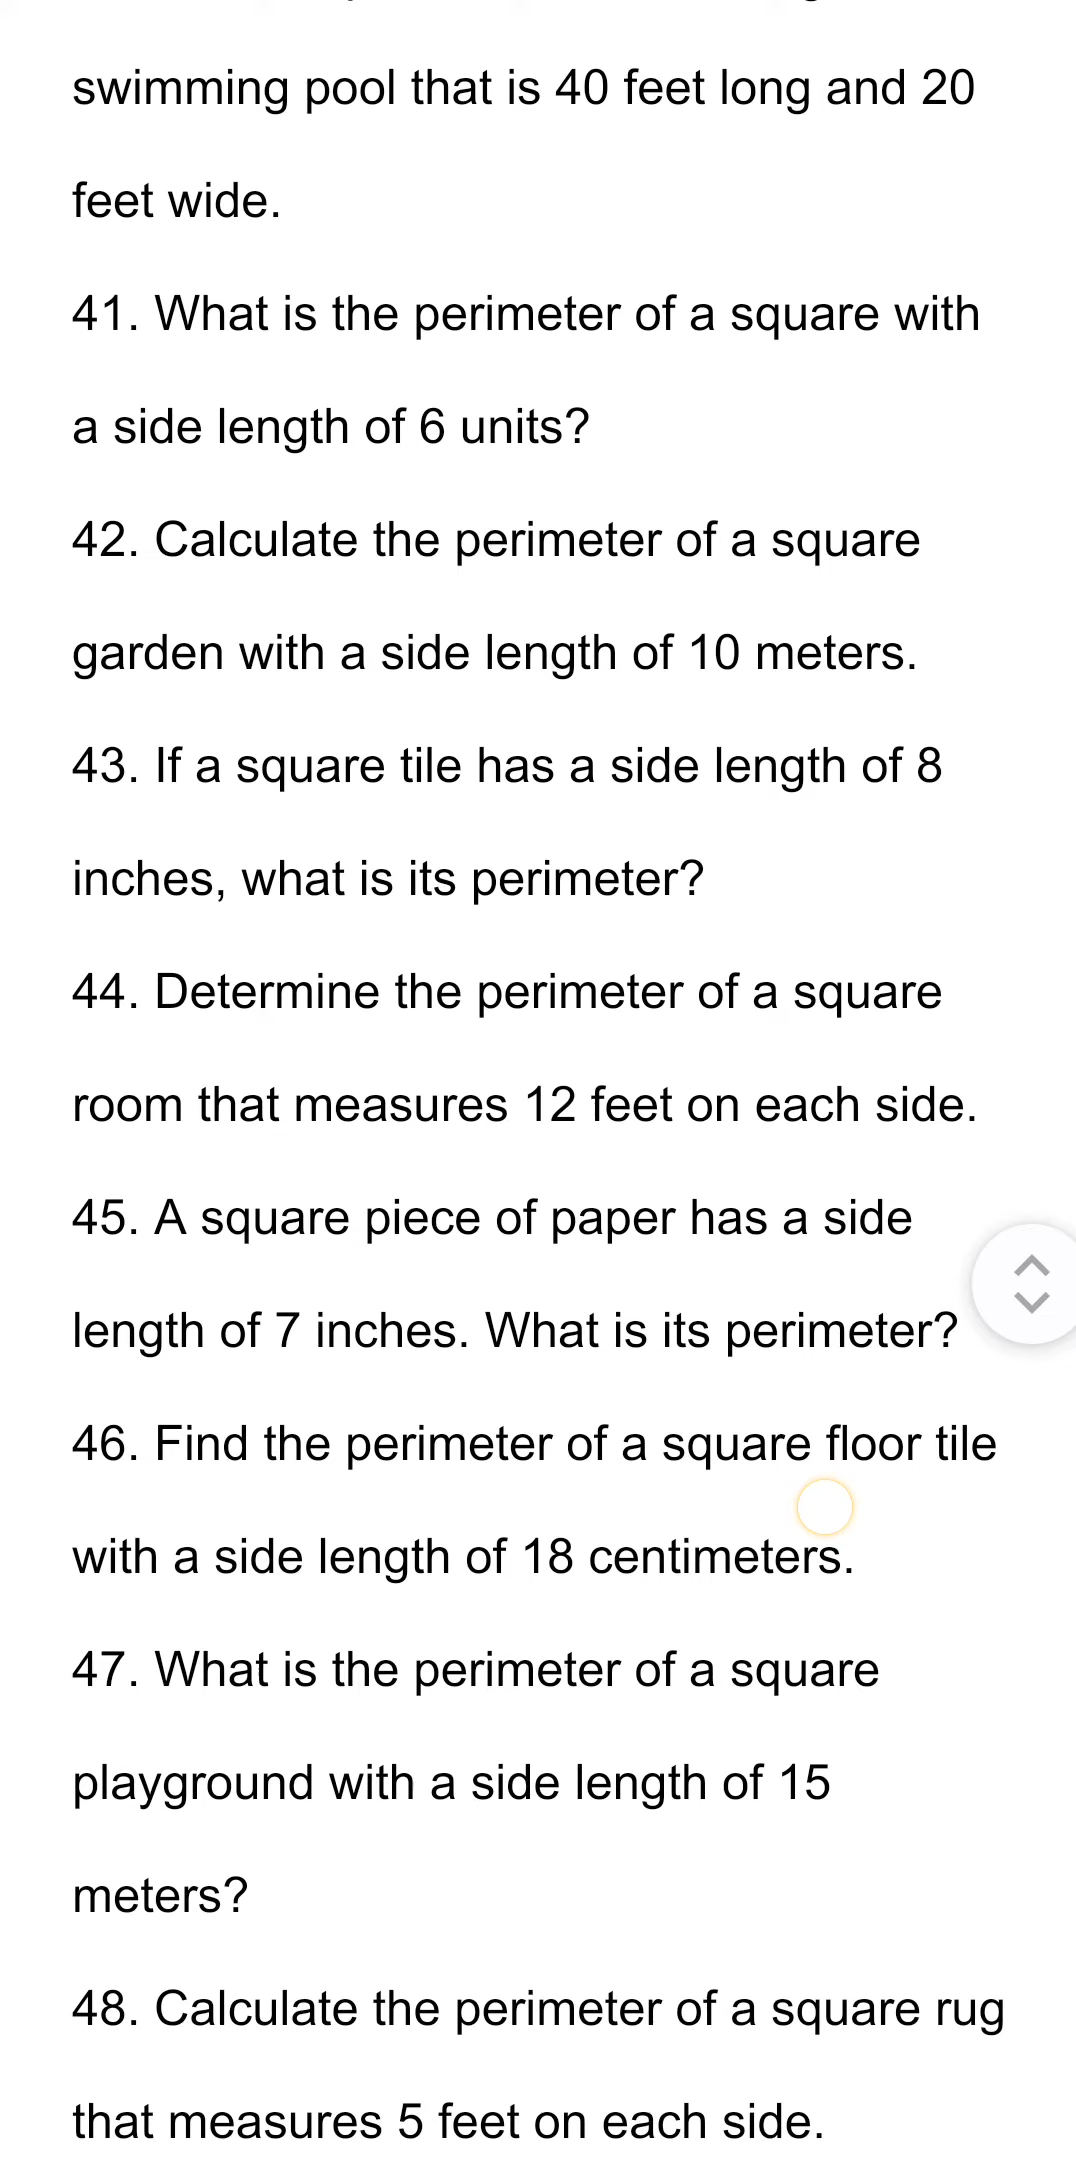 swimming pool that is 40 feet long and 20
feet wide.
41. What is the perimeter of a square with
a side length of 6 units?
42. Calculate the perimeter of a square
garden with a side length of 10 meters.
43. If a square tile has a side length of 8
inches, what is its perimeter?
44. Determine the perimeter of a square
room that measures 12 feet on each side.
45. A square piece of paper has a side
length of 7 inches. What is its perimeter?
46. Find the perimeter of a square floor tile
with a side length of 18 centimeters.
47. What is the perimeter of a square
playground with a side length of 15
meters?
48. Calculate the perimeter of a square rug
that measures 5 feet on each side.